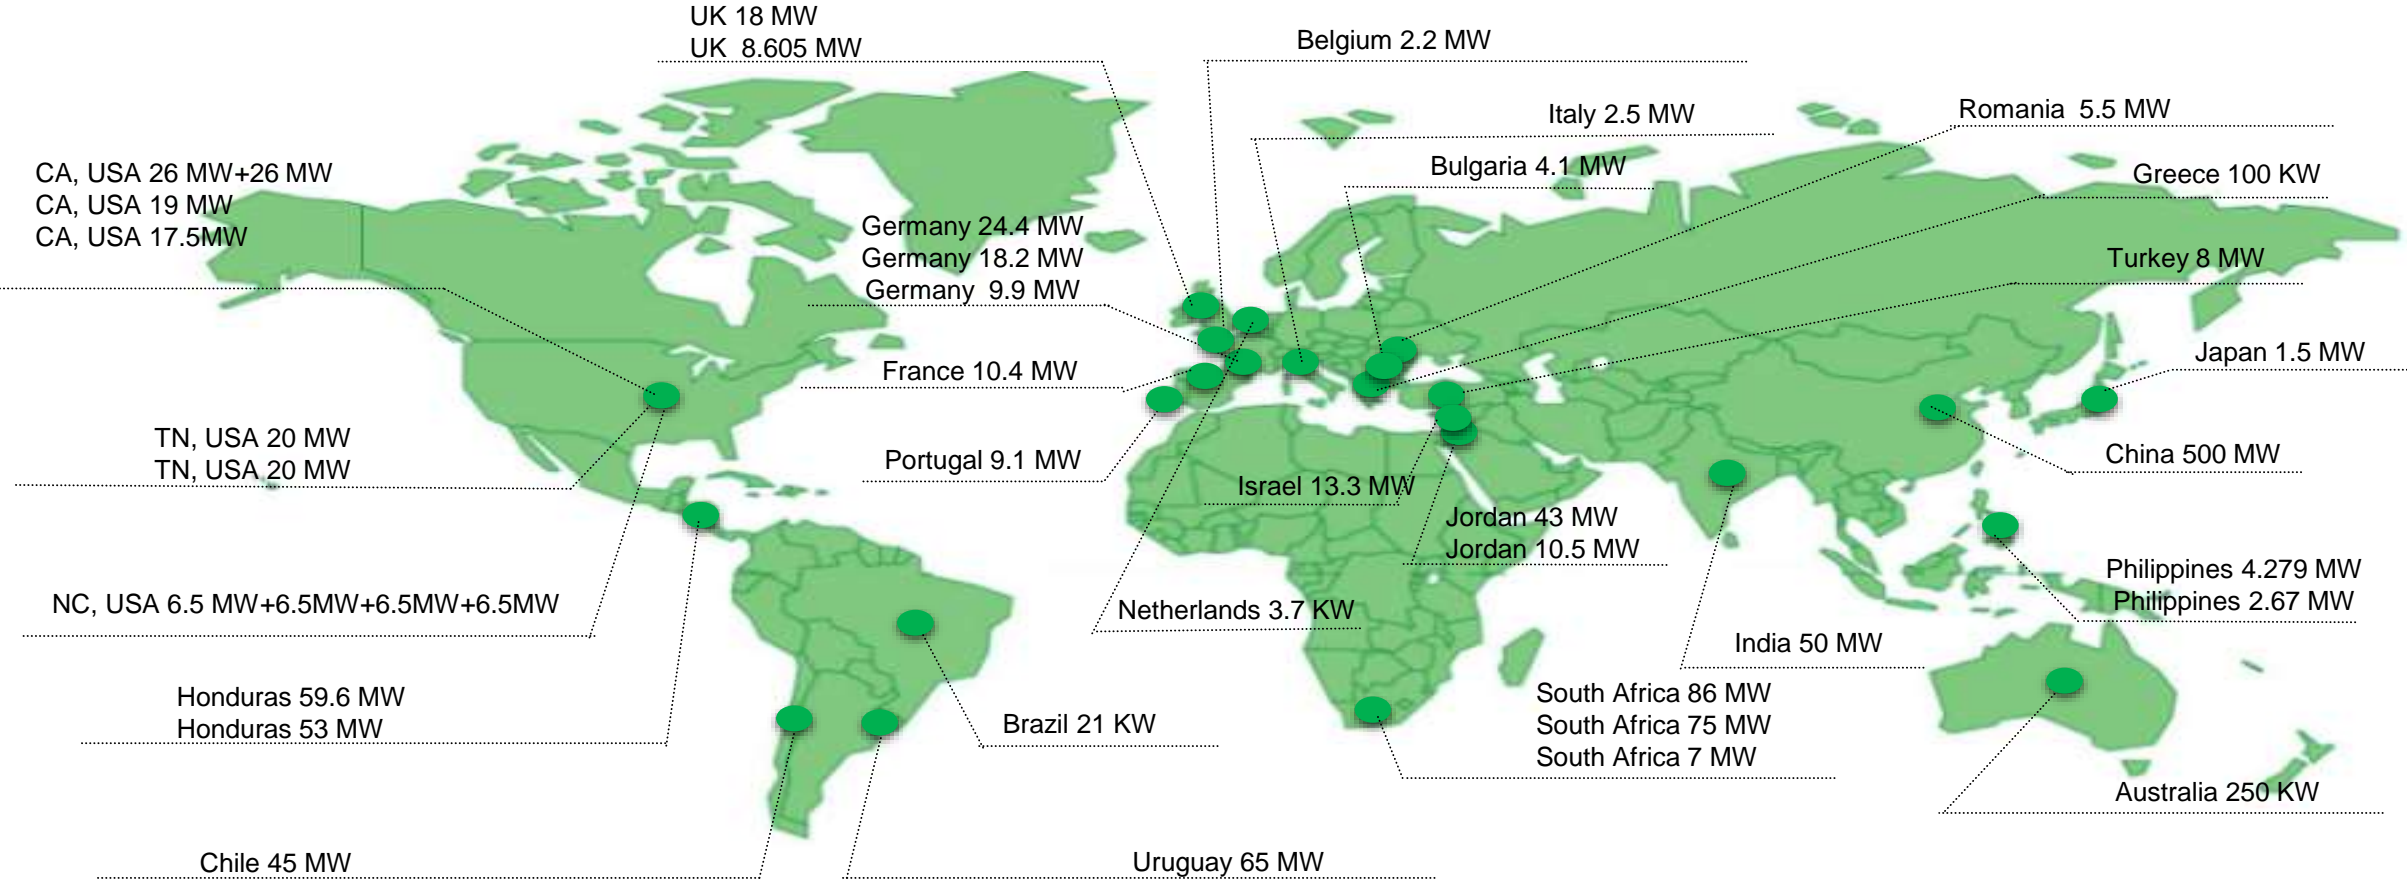 UK 18 MW
UK 8.605 MW
Belgium 2.2 MW
Italy 2.5 MW
Romania 5.5 MW
Bulgaria 4.1 MW
Greece 100 KW
CA, USA 26 MW+26 MW
CA, USA 19 MW
CA, USA 17.5MW
Germany 24.4 MW
Germany 18.2 MW
Germany 9.9 MW
Turkey 8 MW
Japan 1.5 MW
France 10.4 MW
TN, USA 20 MW
TN, USA 20 MW
Portugal 9.1 MW
China 500 MW
Israel 13.3 MW
Jordan 43 MW
Jordan 10.5 MW
Philippines 4.279 MW
Philippines 2.67 MW
NC, USA 6.5 MW+6.5MW+6.5MW+6.5MW
Netherlands 3.7 KW
India 50 MW
Honduras 59.6 MW
Honduras 53 MW
Brazil 21 KW
South Africa 86 MW
South Africa 75 MW
South Africa 7 MW
Australia 250 KW
Chile 45 MW
Uruguay 65 MW